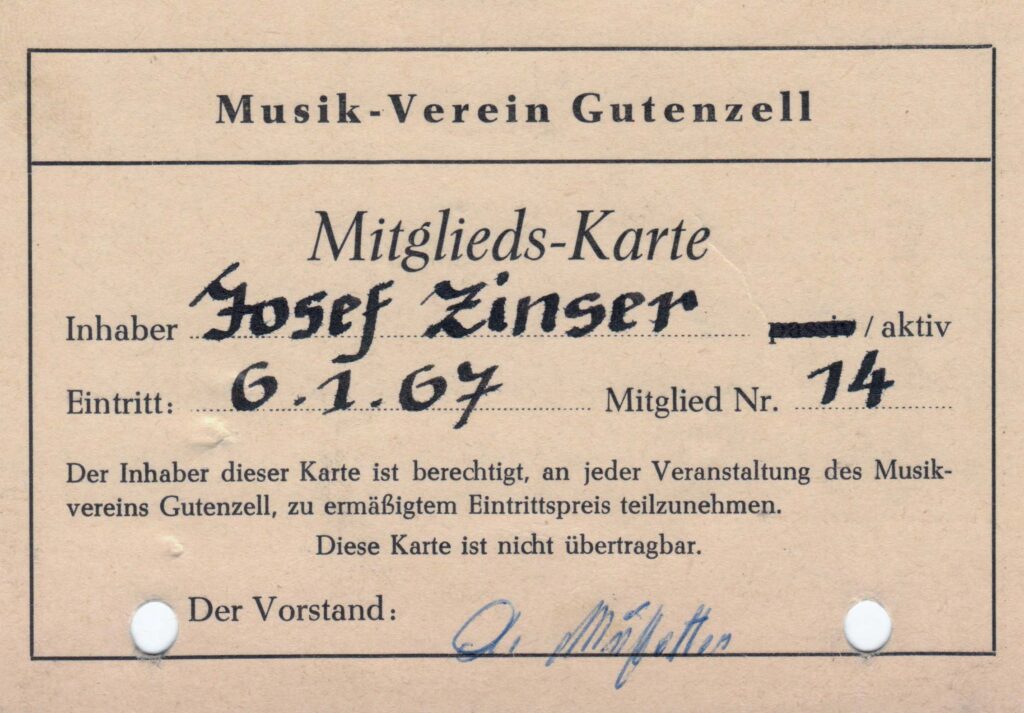 Musik-Verein Gutenzell
Mitglieds-Karte
Inhaber Josef Zinser passiv / aktiv
Eintritt: 6.1.67 Mitglied Nr. 14
Der Inhaber dieser Karte ist berechtigt, an jeder Veranstaltung des Musik-
vereins Gutenzell, zu ermäßigtem Eintrittspreis teilzunehmen.
Diese Karte ist nicht übertragbar.
Der Vorstand: